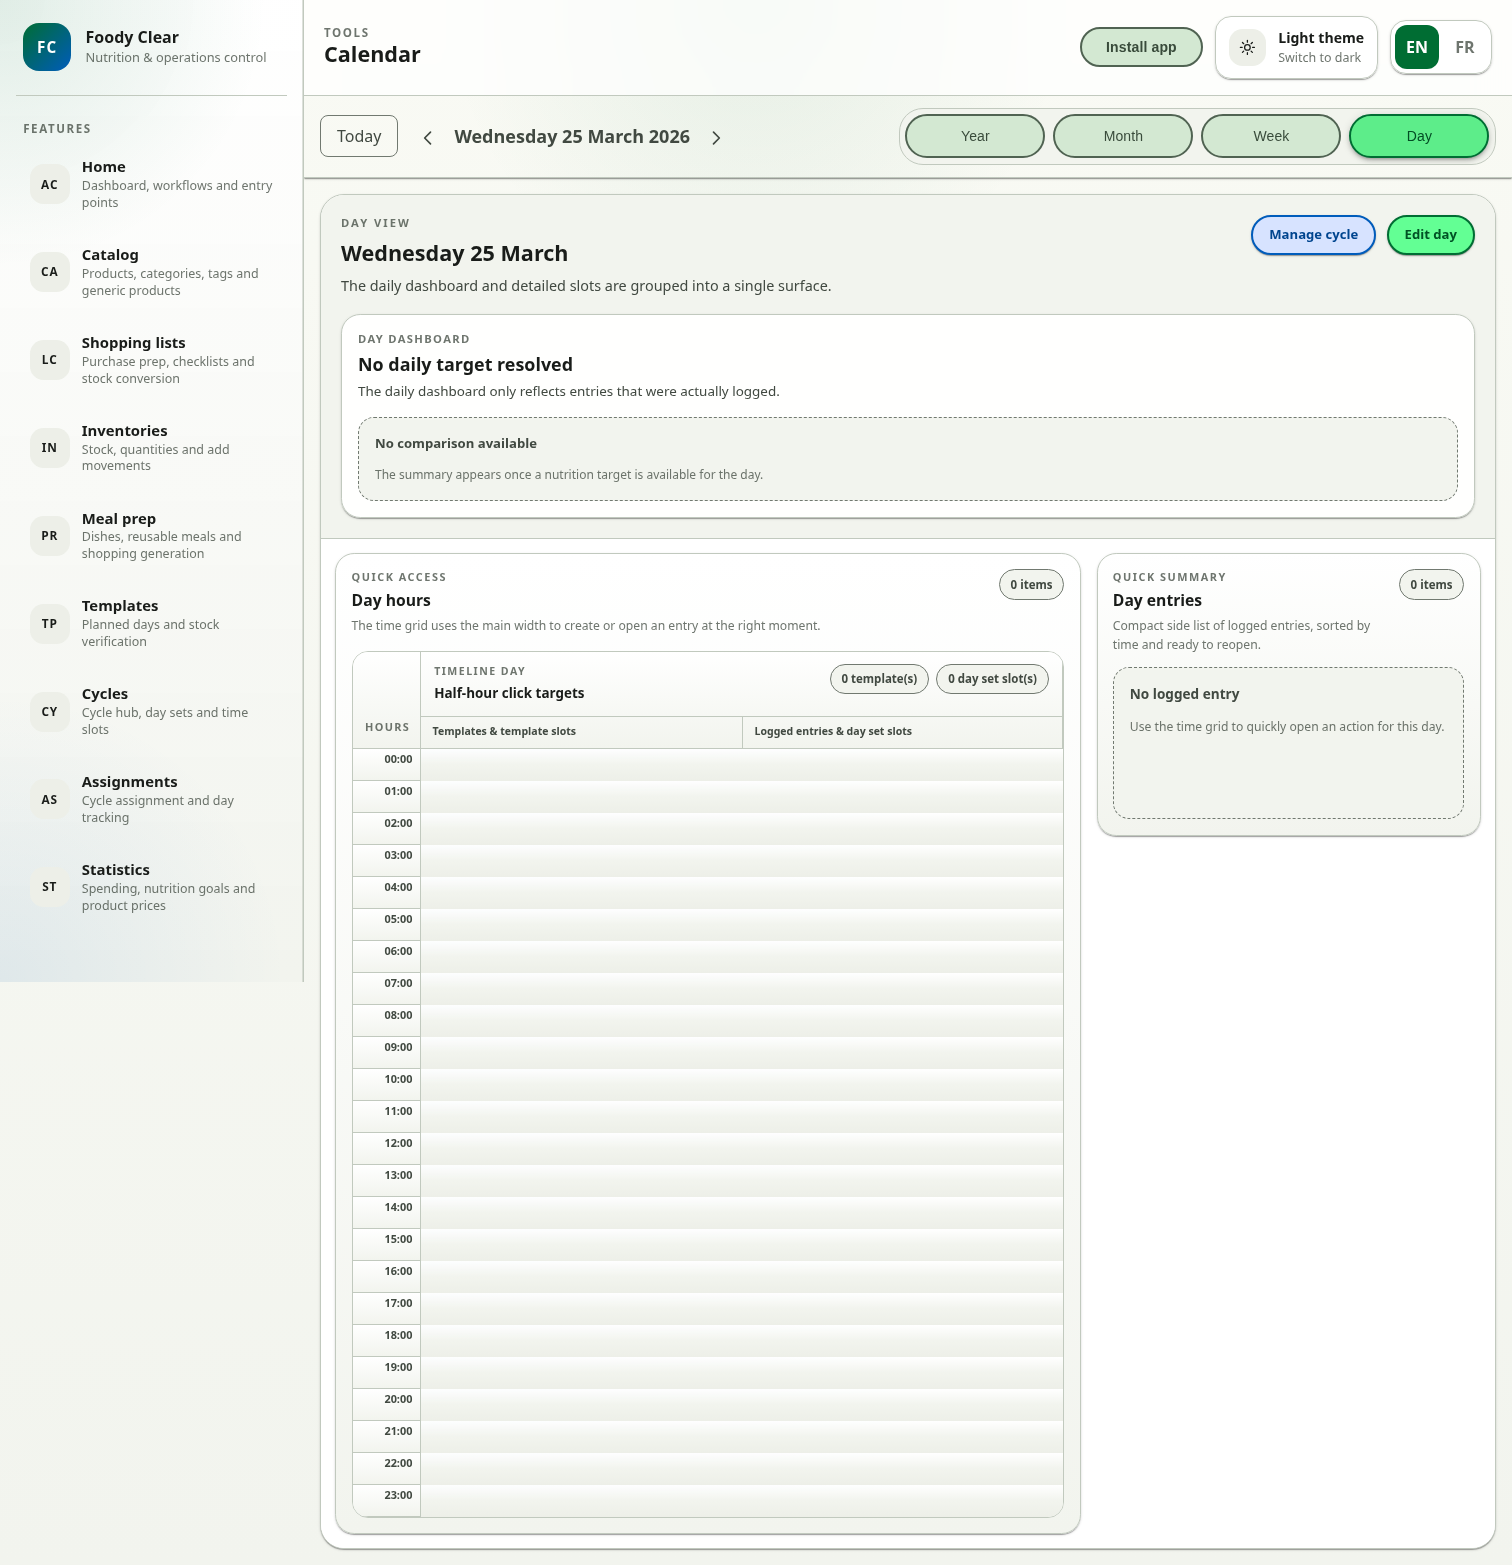 FC
Foody Clear
Nutrition & operations control
FEATURES
AC
Home
Dashboard, workflows and entry
points
CA
Catalog
Products, categories, tags and
generic products
LC
Shopping lists
Purchase prep, checklists and
stock conversion
IN
Inventories
Stock, quantities and add
movements
PR
Meal prep
Dishes, reusable meals and
shopping generation
TP
Templates
Planned days and stock
verification
CY
Cycles
Cycle hub, day sets and time
slots
AS
Assignments
Cycle assignment and day
tracking
ST
Statistics
Spending, nutrition goals and
product prices
TOOLS
Calendar
Install app
Light theme
Switch to dark
EN FR
Today
Wednesday 25 March 2026
Year Month Week Day
DAY VIEW
Wednesday 25 March
The daily dashboard and detailed slots are grouped into a single surface.
Manage cycle
Edit day
DAY DASHBOARD
No daily target resolved
The daily dashboard only reflects entries that were actually logged.
No comparison available
The summary appears once a nutrition target is available for the day.
QUICK ACCESS
Day hours
The time grid uses the main width to create or open an entry at the right moment.
0 items
HOURS
TIMELINE DAY
Half-hour click targets
0 template(s)
0 day set slot(s)
Templates & template slots
Logged entries & day set slots
00:00
01:00
02:00
03:00
04:00
05:00
06:00
07:00
08:00
09:00
10:00
11:00
12:00
13:00
14:00
15:00
16:00
17:00
18:00
19:00
20:00
21:00
22:00
23:00
QUICK SUMMARY
Day entries
Compact side list of logged entries, sorted by
time and ready to reopen.
0 items
No logged entry
Use the time grid to quickly open an action for this day.